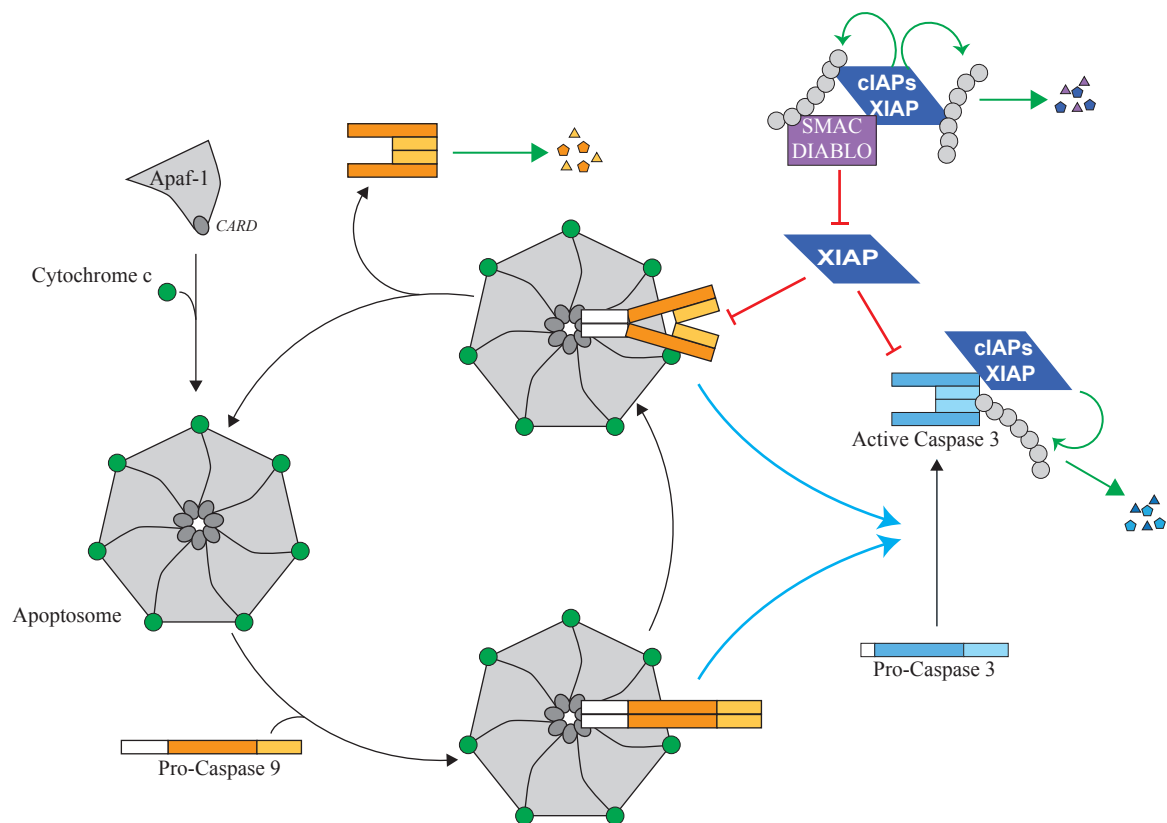 cIAPs
XIAP
SMAC
DIABLO
Apaf-1
CARD
Cytochrome c
XIAP
cIAPs
XIAP
Active Caspase 3
Apoptosome
Pro-Caspase 3
Pro-Caspase 9